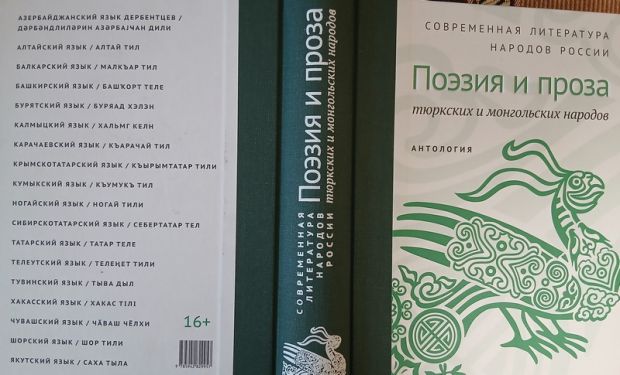 АЗЕРБАЙДЖАНСКИЙ ЯЗЫК ДЕРБЕНТЦЕВ /
ДӘРБӘНДЛИЛӘРИН АЗӘРБАЈҸАН ДИЛИ
АЛТАЙСКИЙ ЯЗЫК / АЛТАЙ ТИЛ
БАЛКАРСКИЙ ЯЗЫК / МАЛКЪАР ТИЛ
БАШКИРСКИЙ ЯЗЫК / БАШҠОРТ ТЕЛЕ
БУРЯТСКИЙ ЯЗЫК / БУРЯАД ХЭЛЭН
КАЛМЫЦКИЙ ЯЗЫК / ХАЛЬМГ КЕЛН
КАРАЧАЕВСКИЙ ЯЗЫК / КЪАРАЧАЙ ТИЛ
КРЫМСКОТАТАРСКИЙ ЯЗЫК / КЪЫРЫМТАТАР ТИЛИ
КУМЫКСКИЙ ЯЗЫК / КЪУМУКЪ ТИЛ
НОГАЙСКИЙ ЯЗЫК / НОГАЙ ТИЛИ
СИБИРСКОТАТАРСКИЙ ЯЗЫК / СЕБЕРТАТАР ТЕЛ
ТАТАРСКИЙ ЯЗЫК / ТАТАР ТЕЛЕ
ТЕЛЕУТСКИЙ ЯЗЫК / ТЕЛЕҢЕТ ТИЛИ
ТУВИНСКИЙ ЯЗЫК / ТЫВА ДЫЛ
ХАКАССКИЙ ЯЗЫК / ХАКАС ТІЛІ
ЧУВАШСКИЙ ЯЗЫК / ЧӐВАШ ЧӖЛХИ
ШОРСКИЙ ЯЗЫК / ШОР ТИЛИ
ЯКУТСКИЙ ЯЗЫК / САХА ТЫЛА
16+
СОВРЕМЕННАЯ
ЛИТЕРАТУРА
НАРОДОВ
РОССИИ
Поэзия и проза
тюркских и монгольских народов
СОВРЕМЕННАЯ ЛИТЕРАТУРА
НАРОДОВ РОССИИ
Поэзия и проза
тюркских и монгольских народов
АНТОЛОГИЯ